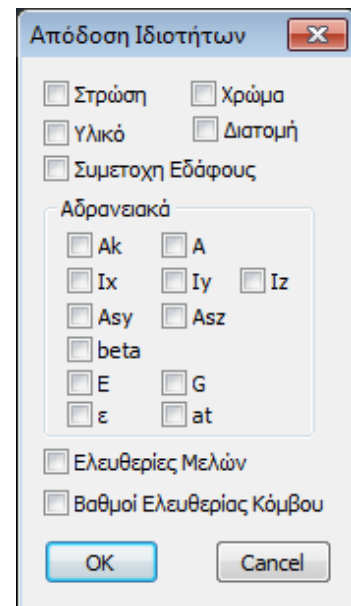 Απόδοση Ιδιοτήτων
Στρώση Χρώμα
Υλικό Διατομή
Συμετοχη Εδάφους
Αδρανειακά
Ak A
Ix Iy Iz
Asy Asz
beta
E G
ε at
Ελευθερίες Μελών
Βαθμοί Ελευθερίας Κόμβου
OK Cancel